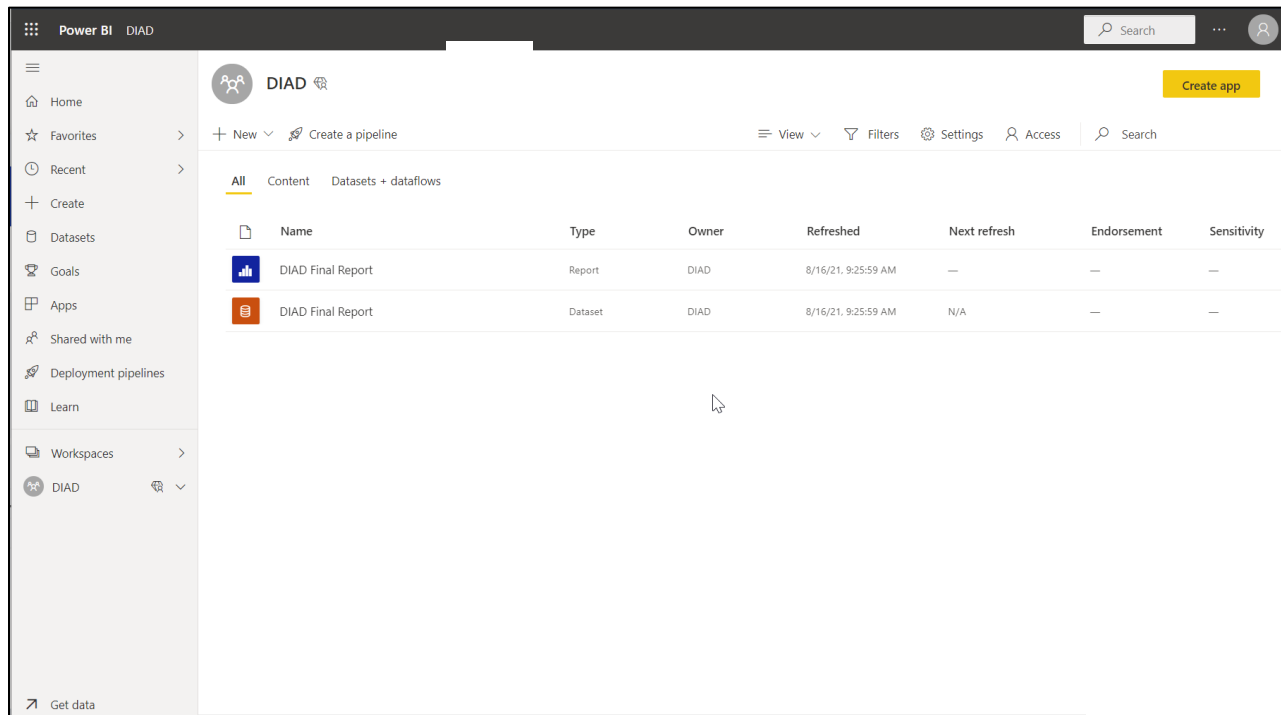 Power BI DIAD
Search
DIAD
Create app
Home
Favorites
Recent
Create
Datasets
Goals
Apps
Shared with me
Deployment pipelines
Learn
Workspaces
DIAD
Get data
New Create a pipeline View Filters Settings Access Search
All Content Datasets + dataflows
Name Type Owner Refreshed Next refresh Endorsement Sensitivity
DIAD Final Report Report DIAD 8/16/21, 9:25:59 AM — — —
DIAD Final Report Dataset DIAD 8/16/21, 9:25:59 AM N/A — —